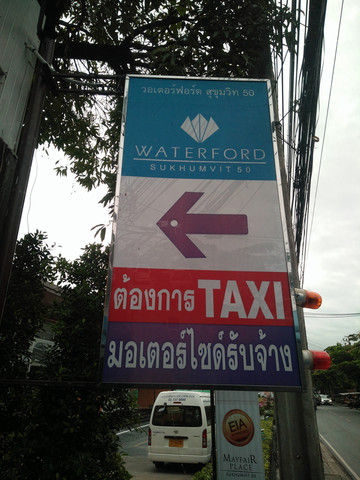 วอเตอร์ฟอร์ด สุขุมวิท 50
WATERFORD
SUKHUMVIT 50
ต้องการ TAXI
มอเตอร์ไซด์รับจ้าง
EIA
MAYFAIR
PLACE
SUKHUMVIT 50